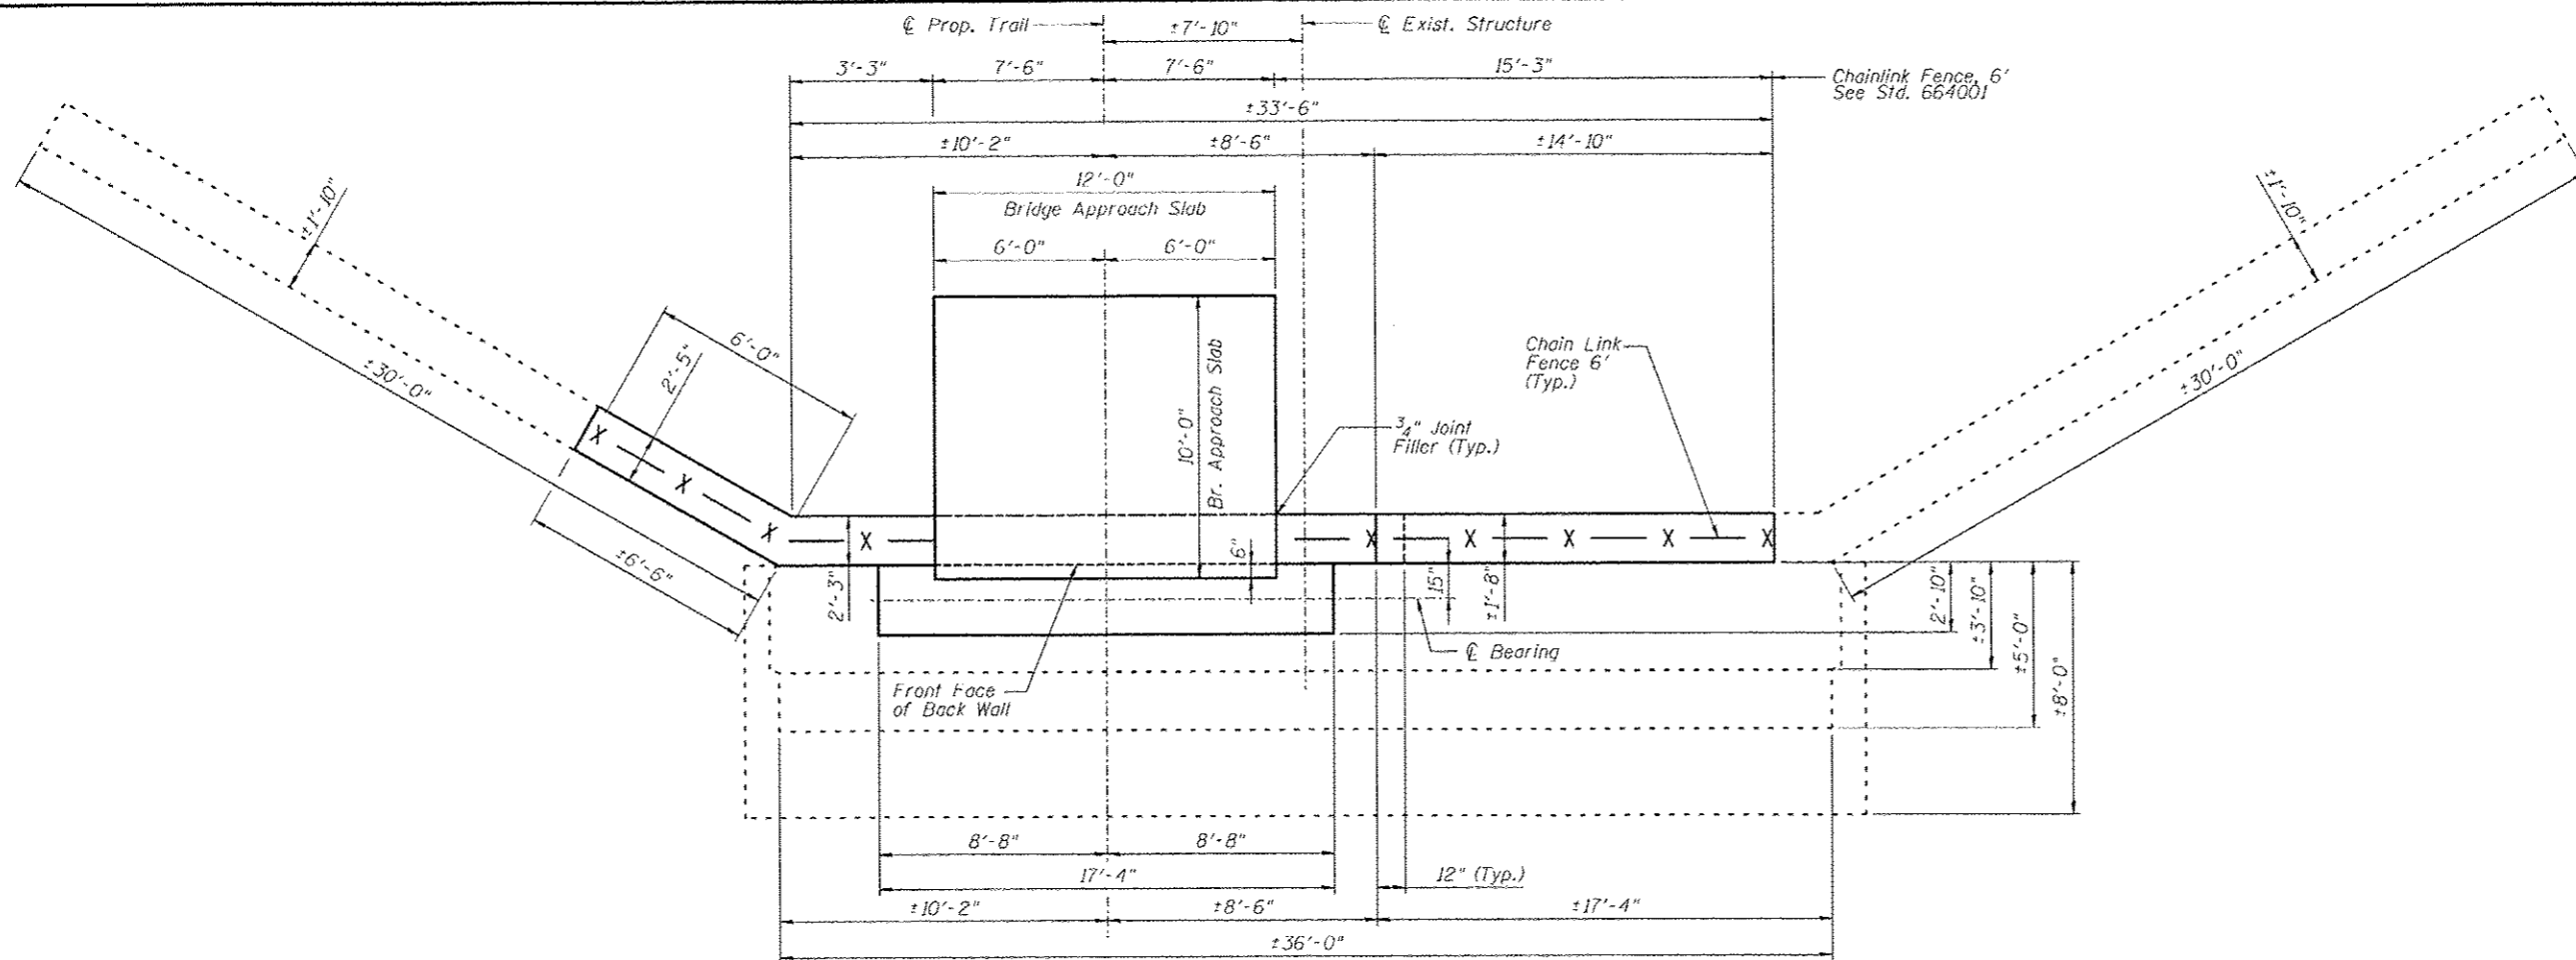 ℄ Prop. Trail
±7'-10"
℄ Exist. Structure
3'-3"
7'-6"
7'-6"
15'-3"
Chainlink Fence, 6'
See Std. 664001
±33'-6"
±10'-2"
±8'-6"
±14'-10"
12'-0"
Bridge Approach Slab
6'-0"
6'-0"
±1'-10"
±1'-10"
6'-0"
2'-5"
±30'-0"
±30'-0"
10'-0"
Br. Approach Slab
Chain Link
Fence 6'
(Typ.)
3/4" Joint
Filler (Typ.)
X
X
X
X
X
X
X
X
X
±6'-6"
2'-3"
6"
15"
±1'-8"
2'-10"
±3'-10"
±5'-0"
±8'-0"
℄ Bearing
Front Face
of Back Wall
8'-8"
8'-8"
17'-4"
12" (Typ.)
±10'-2"
±8'-6"
±17'-4"
±36'-0"